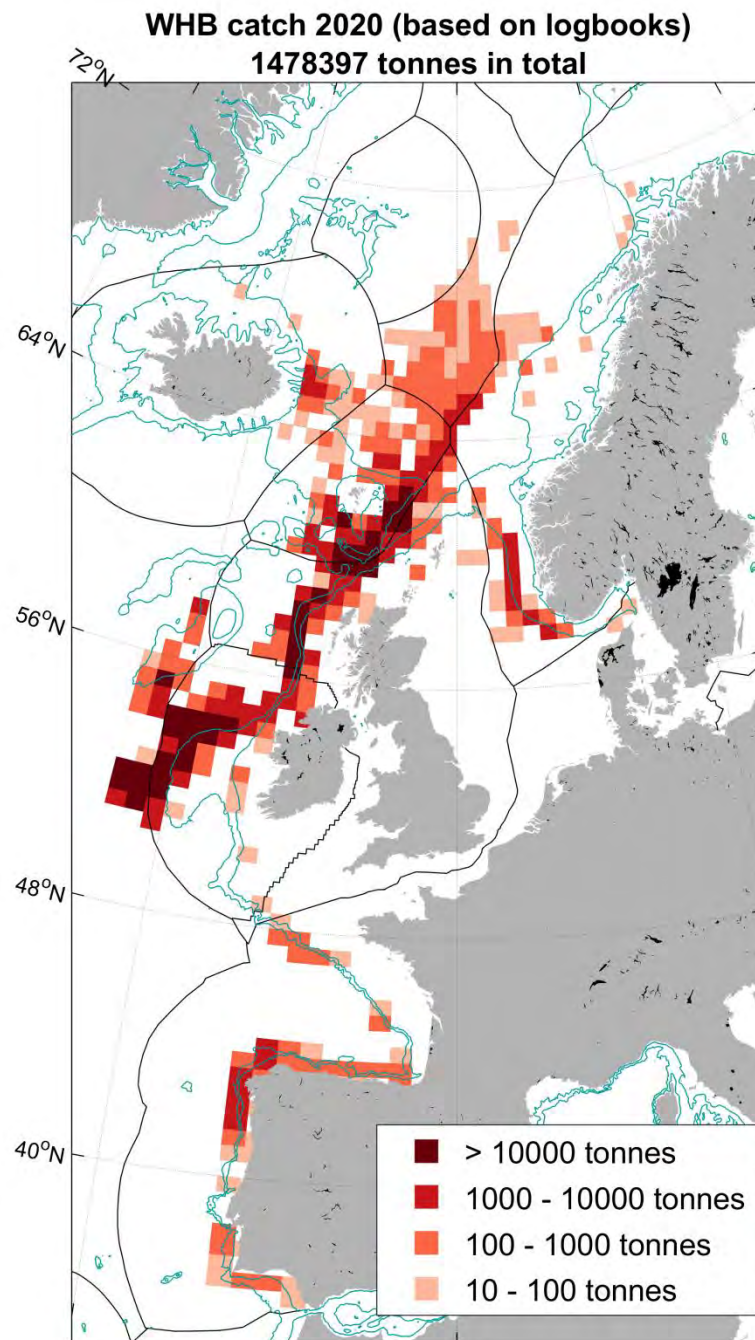 WHB catch 2020 (based on logbooks)
1478397 tonnes in total
72°N
64°N
56°N
48°N
40°N
> 10000 tonnes
1000 - 10000 tonnes
100 - 1000 tonnes
10 - 100 tonnes